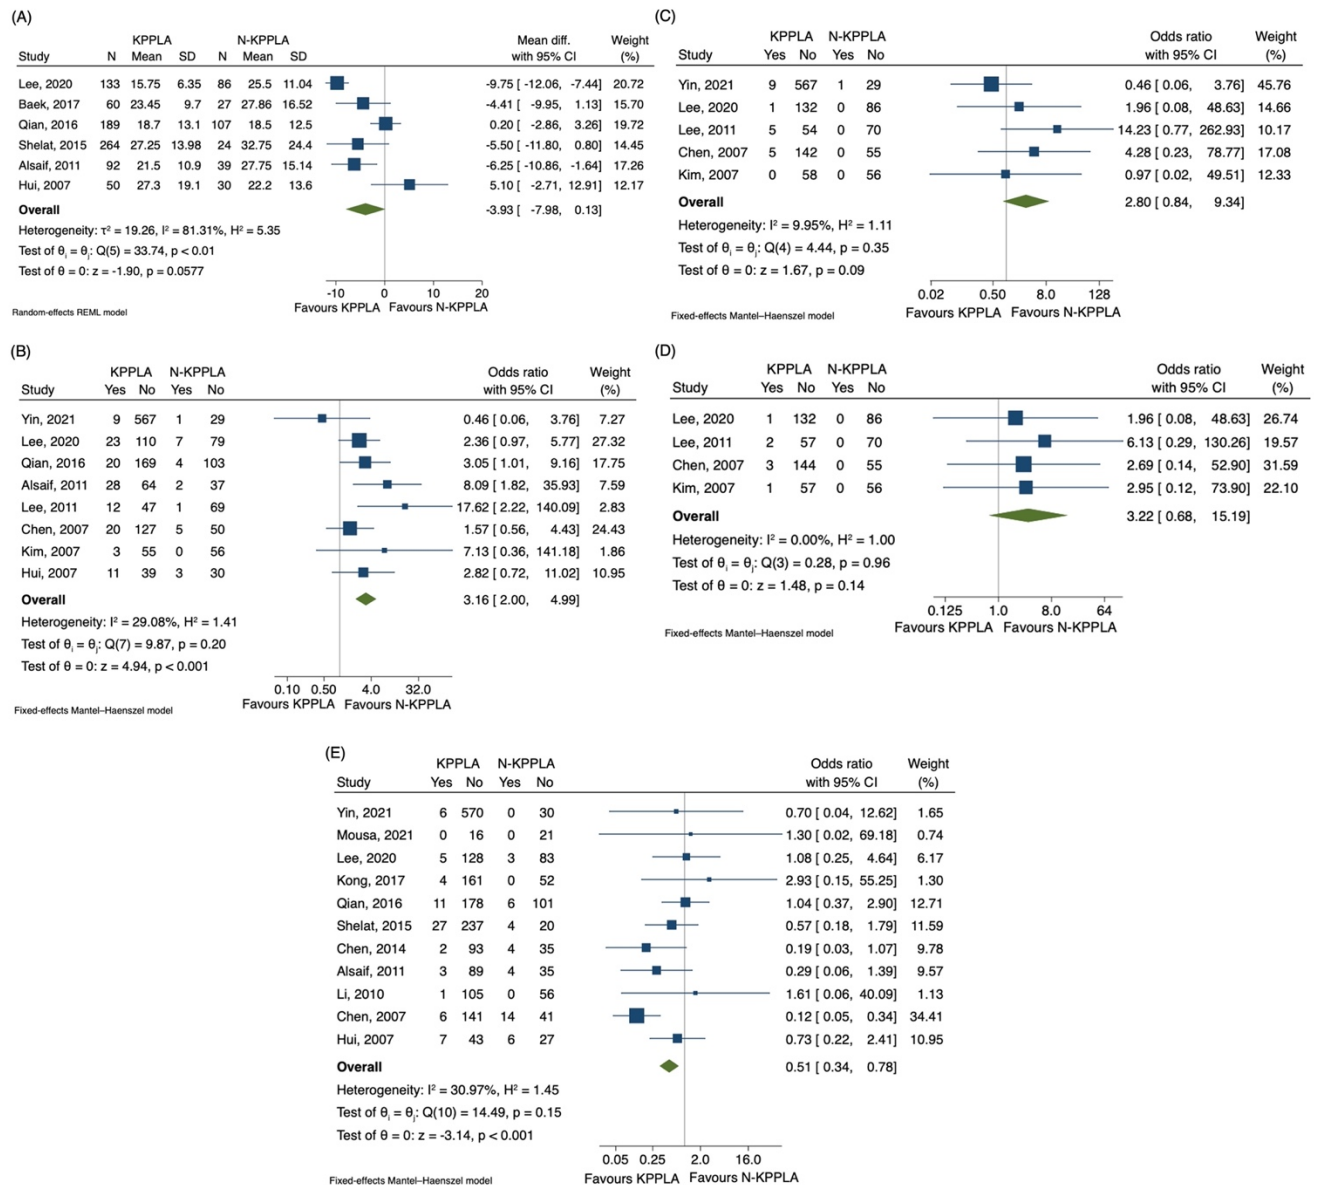 (A)
KPPLA N-KPPLA Mean diff. Weight
Study N Mean SD N Mean SD with 95% CI (%)
Lee, 2020 133 15.75 6.35 86 25.5 11.04 -9.75 [ -12.06, -7.44] 20.72
Baek, 2017 60 23.45 9.7 27 27.86 16.52 -4.41 [ -9.95, 1.13] 15.70
Qian, 2016 189 18.7 13.1 107 18.5 12.5 0.20 [ -2.86, 3.26] 19.72
Shelat, 2015 264 27.25 13.98 24 32.75 24.4 -5.50 [ -11.80, 0.80] 14.45
Alsaif, 2011 92 21.5 10.9 39 27.75 15.14 -6.25 [ -10.86, -1.64] 17.26
Hui, 2007 50 27.3 19.1 30 22.2 13.6 5.10 [ -2.71, 12.91] 12.17
Overall -3.93 [ -7.98, 0.13]
Heterogeneity: τ² = 19.26, I² = 81.31%, H² = 5.35
Test of θᵢ = θⱼ: Q(5) = 33.74, p < 0.01
Test of θ = 0: z = -1.90, p = 0.0577
-10 0 10 20
Favours KPPLA Favours N-KPPLA
Random-effects REML model
(B)
KPPLA N-KPPLA Odds ratio Weight
Study Yes No Yes No with 95% CI (%)
Yin, 2021 9 567 1 29 0.46 [ 0.06, 3.76] 7.27
Lee, 2020 23 110 7 79 2.36 [ 0.97, 5.77] 27.32
Qian, 2016 20 169 4 103 3.05 [ 1.01, 9.16] 17.75
Alsaif, 2011 28 64 2 37 8.09 [ 1.82, 35.93] 7.59
Lee, 2011 12 47 1 69 17.62 [ 2.22, 140.09] 2.83
Chen, 2007 20 127 5 50 1.57 [ 0.56, 4.43] 24.43
Kim, 2007 3 55 0 56 7.13 [ 0.36, 141.18] 1.86
Hui, 2007 11 39 3 30 2.82 [ 0.72, 11.02] 10.95
Overall 3.16 [ 2.00, 4.99]
Heterogeneity: I² = 29.08%, H² = 1.41
Test of θᵢ = θⱼ: Q(7) = 9.87, p = 0.20
Test of θ = 0: z = 4.94, p < 0.001
0.10 0.50 4.0 32.0
Favours KPPLA Favours N-KPPLA
Fixed-effects Mantel–Haenszel model
(C)
KPPLA N-KPPLA Odds ratio Weight
Study Yes No Yes No with 95% CI (%)
Yin, 2021 9 567 1 29 0.46 [ 0.06, 3.76] 45.76
Lee, 2020 1 132 0 86 1.96 [ 0.08, 48.63] 14.66
Lee, 2011 5 54 0 70 14.23 [ 0.77, 262.93] 10.17
Chen, 2007 5 142 0 55 4.28 [ 0.23, 78.77] 17.08
Kim, 2007 0 58 0 56 0.97 [ 0.02, 49.51] 12.33
Overall 2.80 [ 0.84, 9.34]
Heterogeneity: I² = 9.95%, H² = 1.11
Test of θᵢ = θⱼ: Q(4) = 4.44, p = 0.35
Test of θ = 0: z = 1.67, p = 0.09
0.02 0.50 8.0 128
Favours KPPLA Favours N-KPPLA
Fixed-effects Mantel–Haenszel model
(D)
KPPLA N-KPPLA Odds ratio Weight
Study Yes No Yes No with 95% CI (%)
Lee, 2020 1 132 0 86 1.96 [ 0.08, 48.63] 26.74
Lee, 2011 2 57 0 70 6.13 [ 0.29, 130.26] 19.57
Chen, 2007 3 144 0 55 2.69 [ 0.14, 52.90] 31.59
Kim, 2007 1 57 0 56 2.95 [ 0.12, 73.90] 22.10
Overall 3.22 [ 0.68, 15.19]
Heterogeneity: I² = 0.00%, H² = 1.00
Test of θᵢ = θⱼ: Q(3) = 0.28, p = 0.96
Test of θ = 0: z = 1.48, p = 0.14
0.125 1.0 8.0 64
Favours KPPLA Favours N-KPPLA
Fixed-effects Mantel–Haenszel model
(E)
KPPLA N-KPPLA Odds ratio Weight
Study Yes No Yes No with 95% CI (%)
Yin, 2021 6 570 0 30 0.70 [ 0.04, 12.62] 1.65
Mousa, 2021 0 16 0 21 1.30 [ 0.02, 69.18] 0.74
Lee, 2020 5 128 3 83 1.08 [ 0.25, 4.64] 6.17
Kong, 2017 4 161 0 52 2.93 [ 0.15, 55.25] 1.30
Qian, 2016 11 178 6 101 1.04 [ 0.37, 2.90] 12.71
Shelat, 2015 27 237 4 20 0.57 [ 0.18, 1.79] 11.59
Chen, 2014 2 93 4 35 0.19 [ 0.03, 1.07] 9.78
Alsaif, 2011 3 89 4 35 0.29 [ 0.06, 1.39] 9.57
Li, 2010 1 105 0 56 1.61 [ 0.06, 40.09] 1.13
Chen, 2007 6 141 14 41 0.12 [ 0.05, 0.34] 34.41
Hui, 2007 7 43 6 27 0.73 [ 0.22, 2.41] 10.95
Overall 0.51 [ 0.34, 0.78]
Heterogeneity: I² = 30.97%, H² = 1.45
Test of θᵢ = θⱼ: Q(10) = 14.49, p = 0.15
Test of θ = 0: z = -3.14, p < 0.001
0.05 0.25 2.0 16.0
Favours KPPLA Favours N-KPPLA
Fixed-effects Mantel–Haenszel model